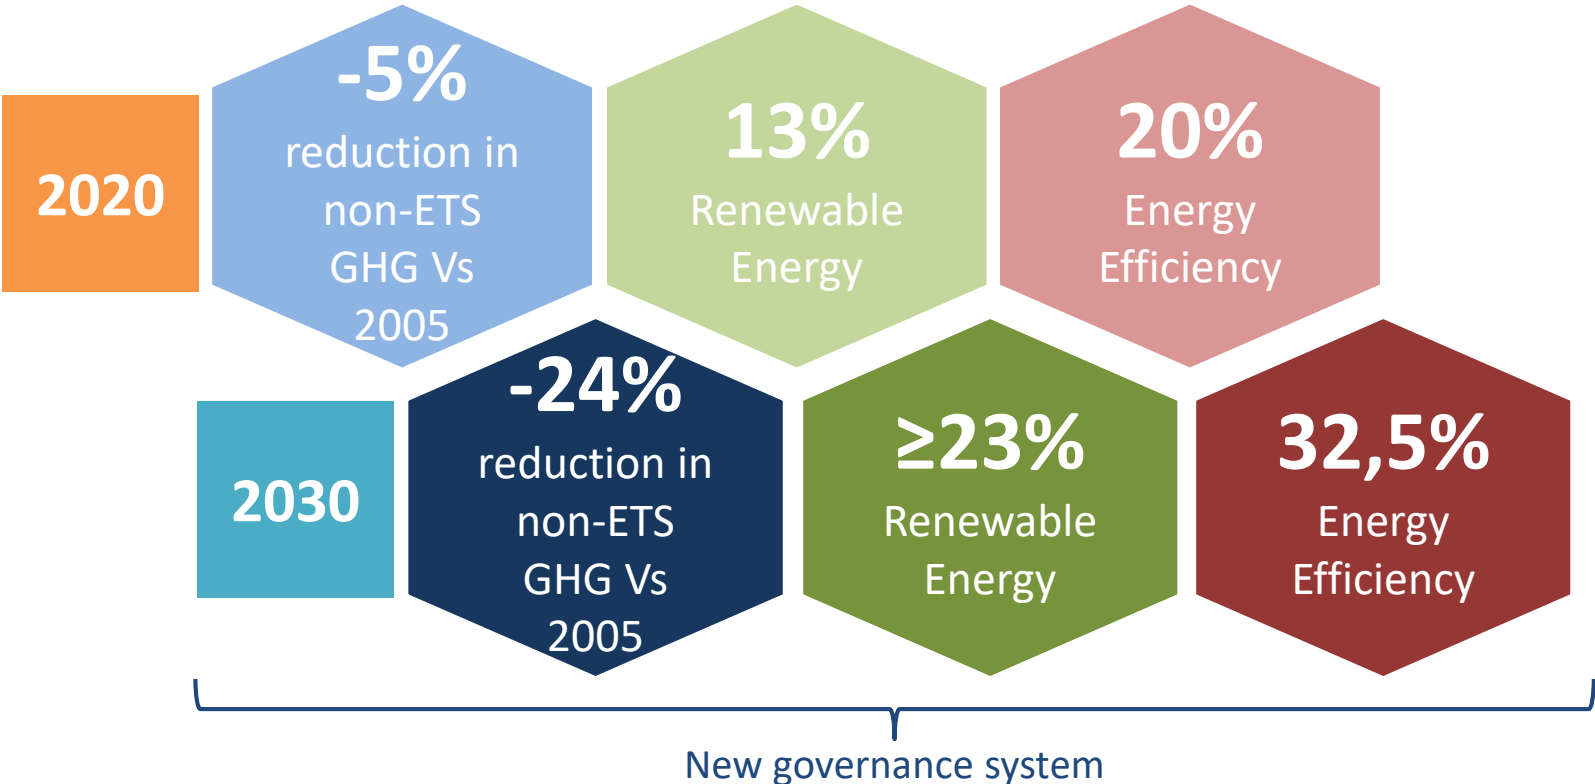 2020
-5%
reduction in
non-ETS
GHG Vs
2005
13%
Renewable
Energy
20%
Energy
Efficiency
2030
-24%
reduction in
non-ETS
GHG Vs
2005
≥23%
Renewable
Energy
32,5%
Energy
Efficiency
New governance system